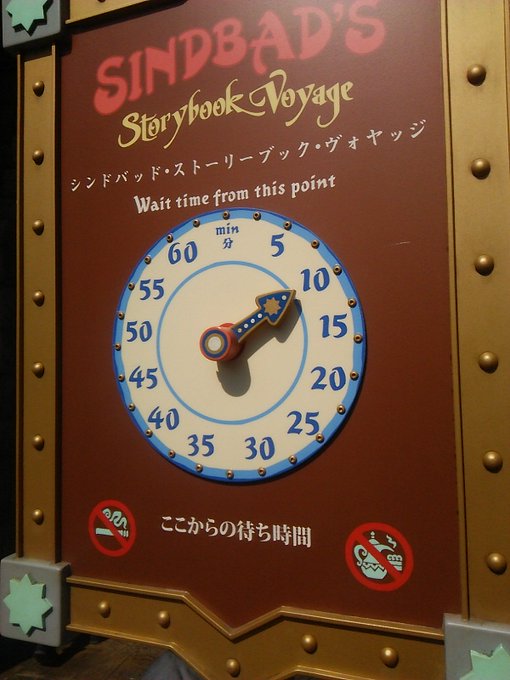 SINDBAD'S
Storybook Voyage
シンドバッド・ストーリーブック・ヴォヤッジ
Wait time from this point
min
分
5
10
15
20
25
30
35
40
45
50
55
60
ここからの待ち時間